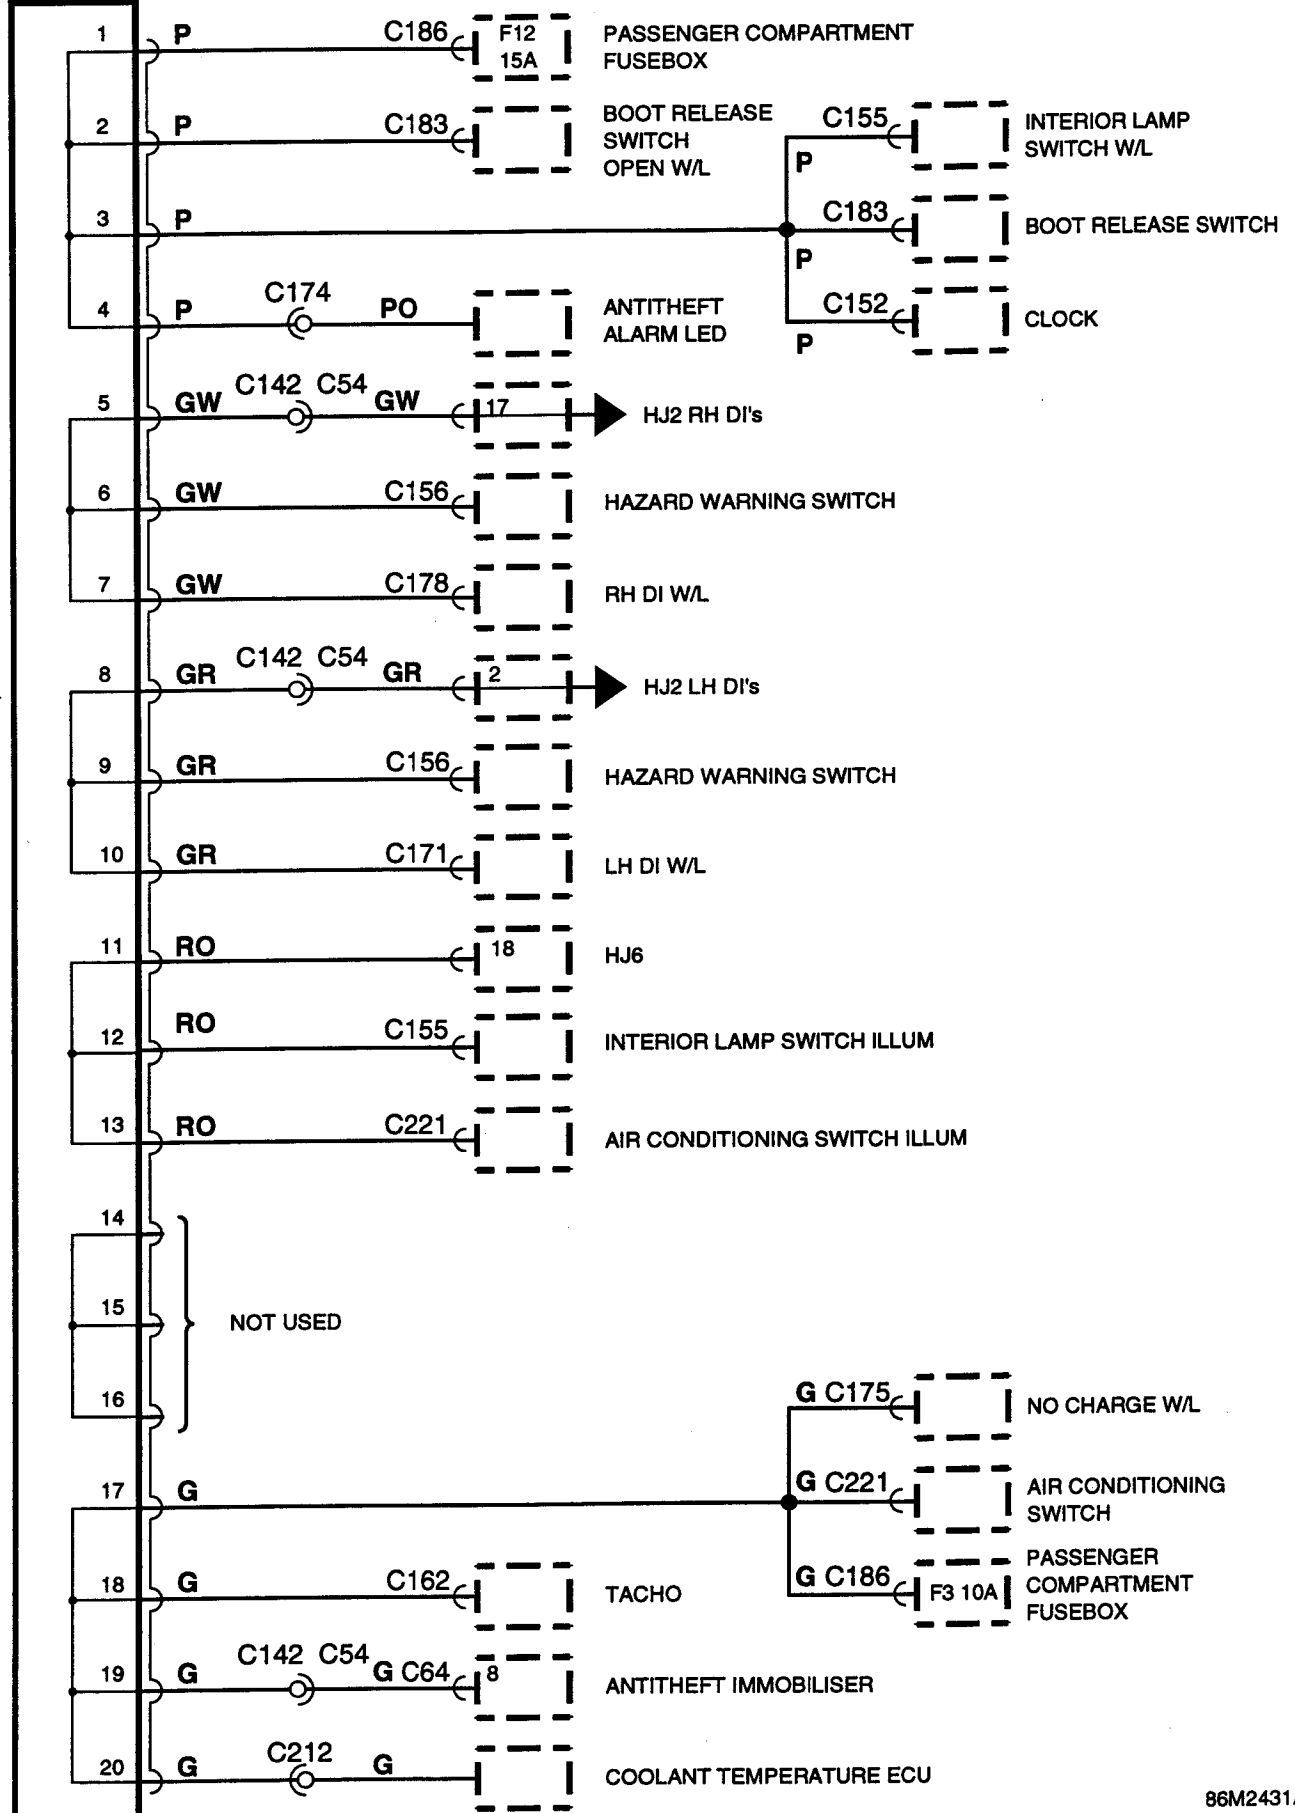 1 P C186 F12 PASSENGER COMPARTMENT
15A FUSEBOX
2 P C183 BOOT RELEASE
SWITCH
OPEN W/L
C155 INTERIOR LAMP
SWITCH W/L
P
3 P
C183 BOOT RELEASE SWITCH
P
4 P C174 PO ANTITHEFT
ALARM LED
C152 CLOCK
P
5 GW C142 C54 GW 17 HJ2 RH DI's
6 GW C156 HAZARD WARNING SWITCH
7 GW C178 RH DI W/L
8 GR C142 C54 GR 2 HJ2 LH DI's
9 GR C156 HAZARD WARNING SWITCH
10 GR C171 LH DI W/L
11 RO 18 HJ6
12 RO C155 INTERIOR LAMP SWITCH ILLUM
13 RO C221 AIR CONDITIONING SWITCH ILLUM
14
15 NOT USED
16
G C175 NO CHARGE W/L
17 G
G C221 AIR CONDITIONING
SWITCH
G C186 F3 10A PASSENGER
COMPARTMENT
FUSEBOX
18 G C162 TACHO
19 G C142 C54 G C64 8 ANTITHEFT IMMOBILISER
20 G C212 G COOLANT TEMPERATURE ECU
86M2431